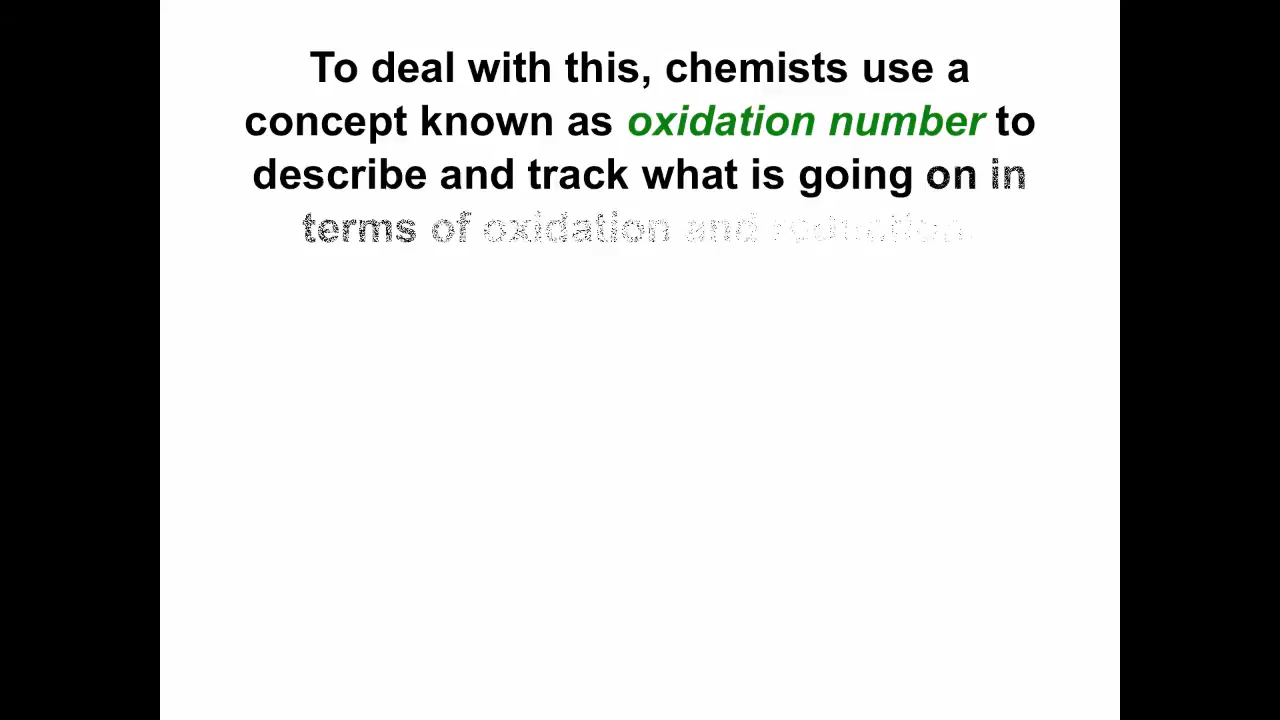 To deal with this, chemists use a
concept known as oxidation number to
describe and track what is going on in
terms of oxidation and reduction.